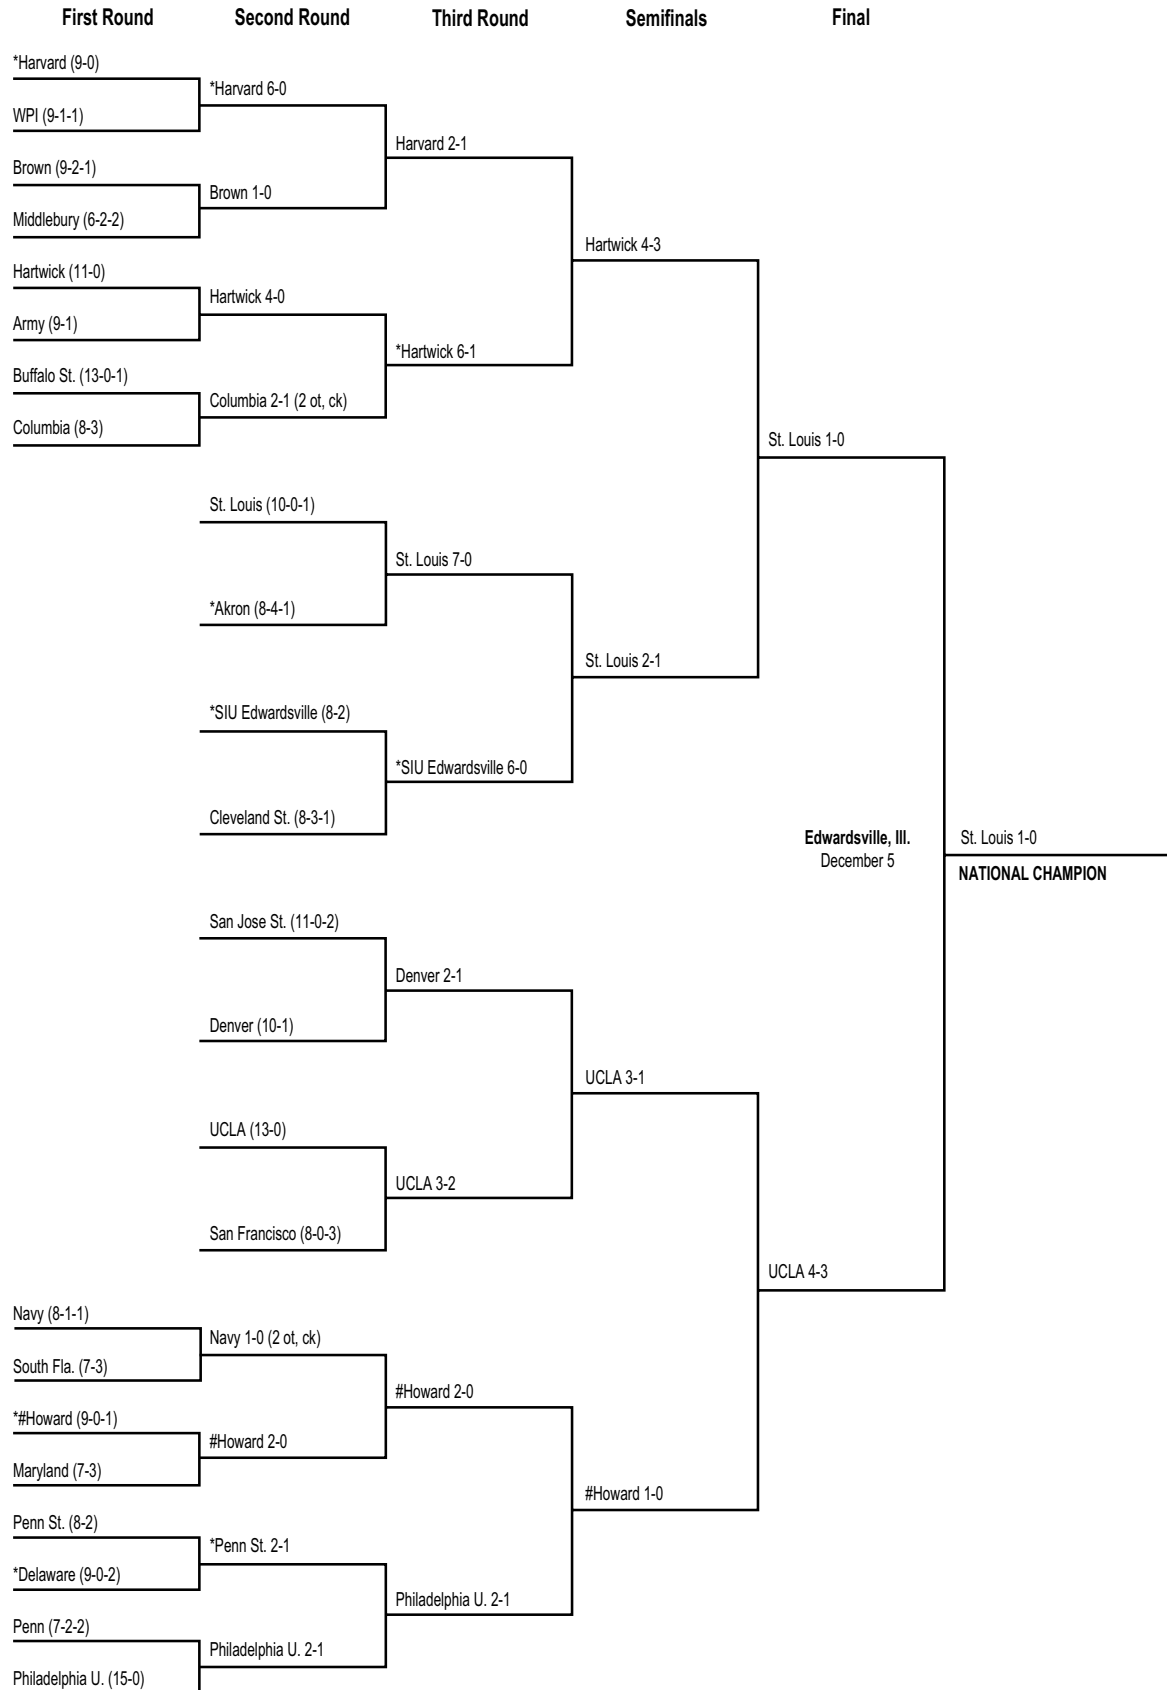 First Round
Second Round
Third Round
Semifinals
Final
*Harvard (9-0)
WPI (9-1-1)
Brown (9-2-1)
Middlebury (6-2-2)
Hartwick (11-0)
Army (9-1)
Buffalo St. (13-0-1)
Columbia (8-3)
*Harvard 6-0
Brown 1-0
Hartwick 4-0
Columbia 2-1 (2 ot, ck)
St. Louis (10-0-1)
*Akron (8-4-1)
*SIU Edwardsville (8-2)
Cleveland St. (8-3-1)
Harvard 2-1
*Hartwick 6-1
St. Louis 7-0
*SIU Edwardsville 6-0
Hartwick 4-3
St. Louis 2-1
St. Louis 1-0
Edwardsville, Ill.
December 5
St. Louis 1-0
NATIONAL CHAMPION
San Jose St. (11-0-2)
Denver (10-1)
UCLA (13-0)
San Francisco (8-0-3)
Denver 2-1
UCLA 3-2
UCLA 3-1
UCLA 4-3
Navy (8-1-1)
South Fla. (7-3)
*#Howard (9-0-1)
Maryland (7-3)
Penn St. (8-2)
*Delaware (9-0-2)
Penn (7-2-2)
Philadelphia U. (15-0)
Navy 1-0 (2 ot, ck)
#Howard 2-0
*Penn St. 2-1
Philadelphia U. 2-1
#Howard 2-0
Philadelphia U. 2-1
#Howard 1-0